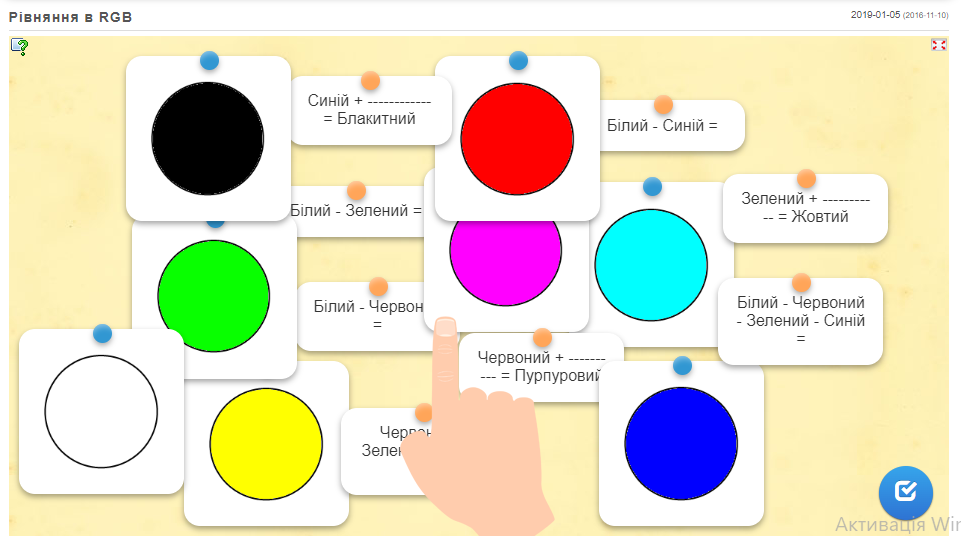 Рівняння в RGB
2019-01-05 (2016-11-10)
Синій + ------------
= Блакитний
Білий - Синій =
Білий - Зелений =
Зелений + ---------
-- = Жовтий
Білий - Червон
=
Білий - Червоний
- Зелений - Синій
=
Червоний + -------
--- = Пурпуровий
Черво
Зелен
Активація Wir